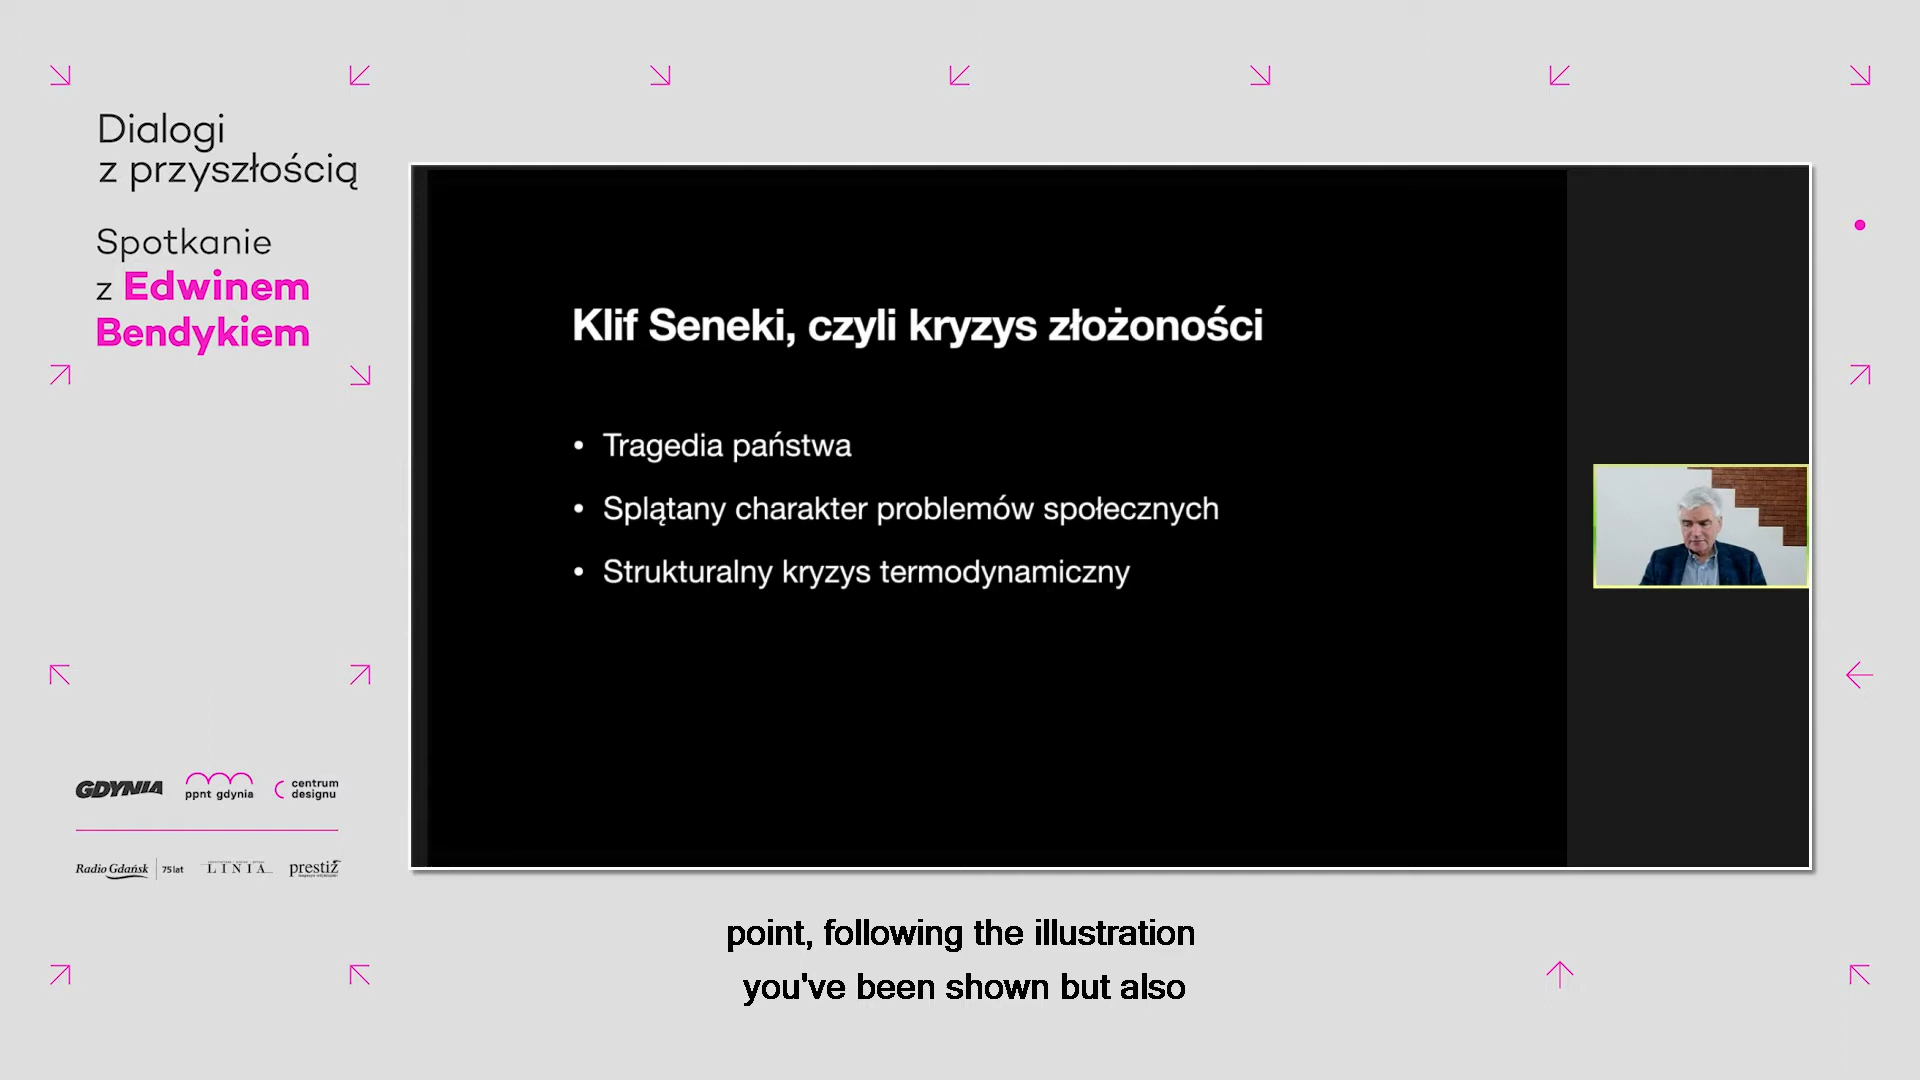 Dialogi
z przyszłością
Spotkanie
z Edwinem
Bendykiem
Klif Seneki, czyli kryzys złożoności
• Tragedia państwa
• Splątany charakter problemów społecznych
• Strukturalny kryzys termodynamiczny
GDYNIA
ppnt gdynia
centrum
designu
Radio Gdańsk 75 lat
LINIA
prestiż
point, following the illustration
you've been shown but also